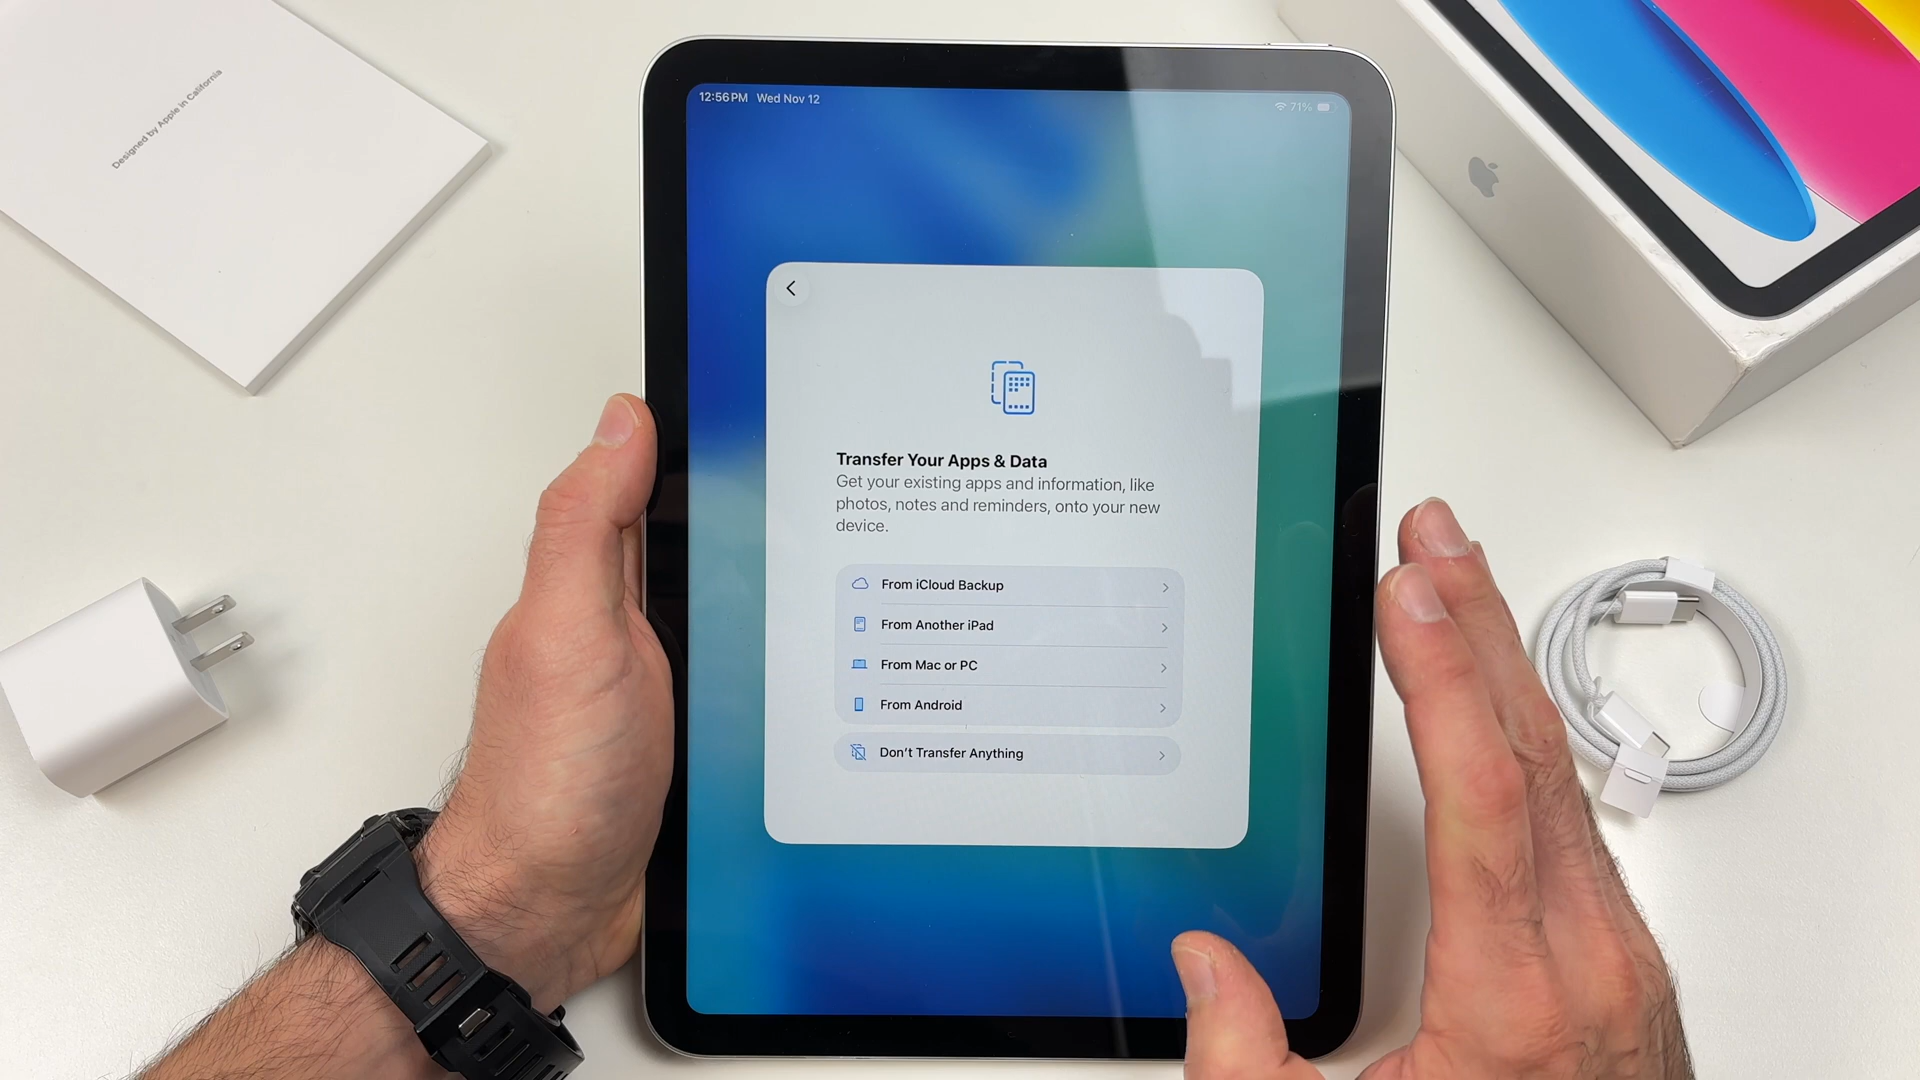 Designed by Apple in California
12:56 PM Wed Nov 12
71%
Transfer Your Apps & Data
Get your existing apps and information, like
photos, notes and reminders, onto your new
device.
From iCloud Backup
From Another iPad
From Mac or PC
From Android
Don't Transfer Anything